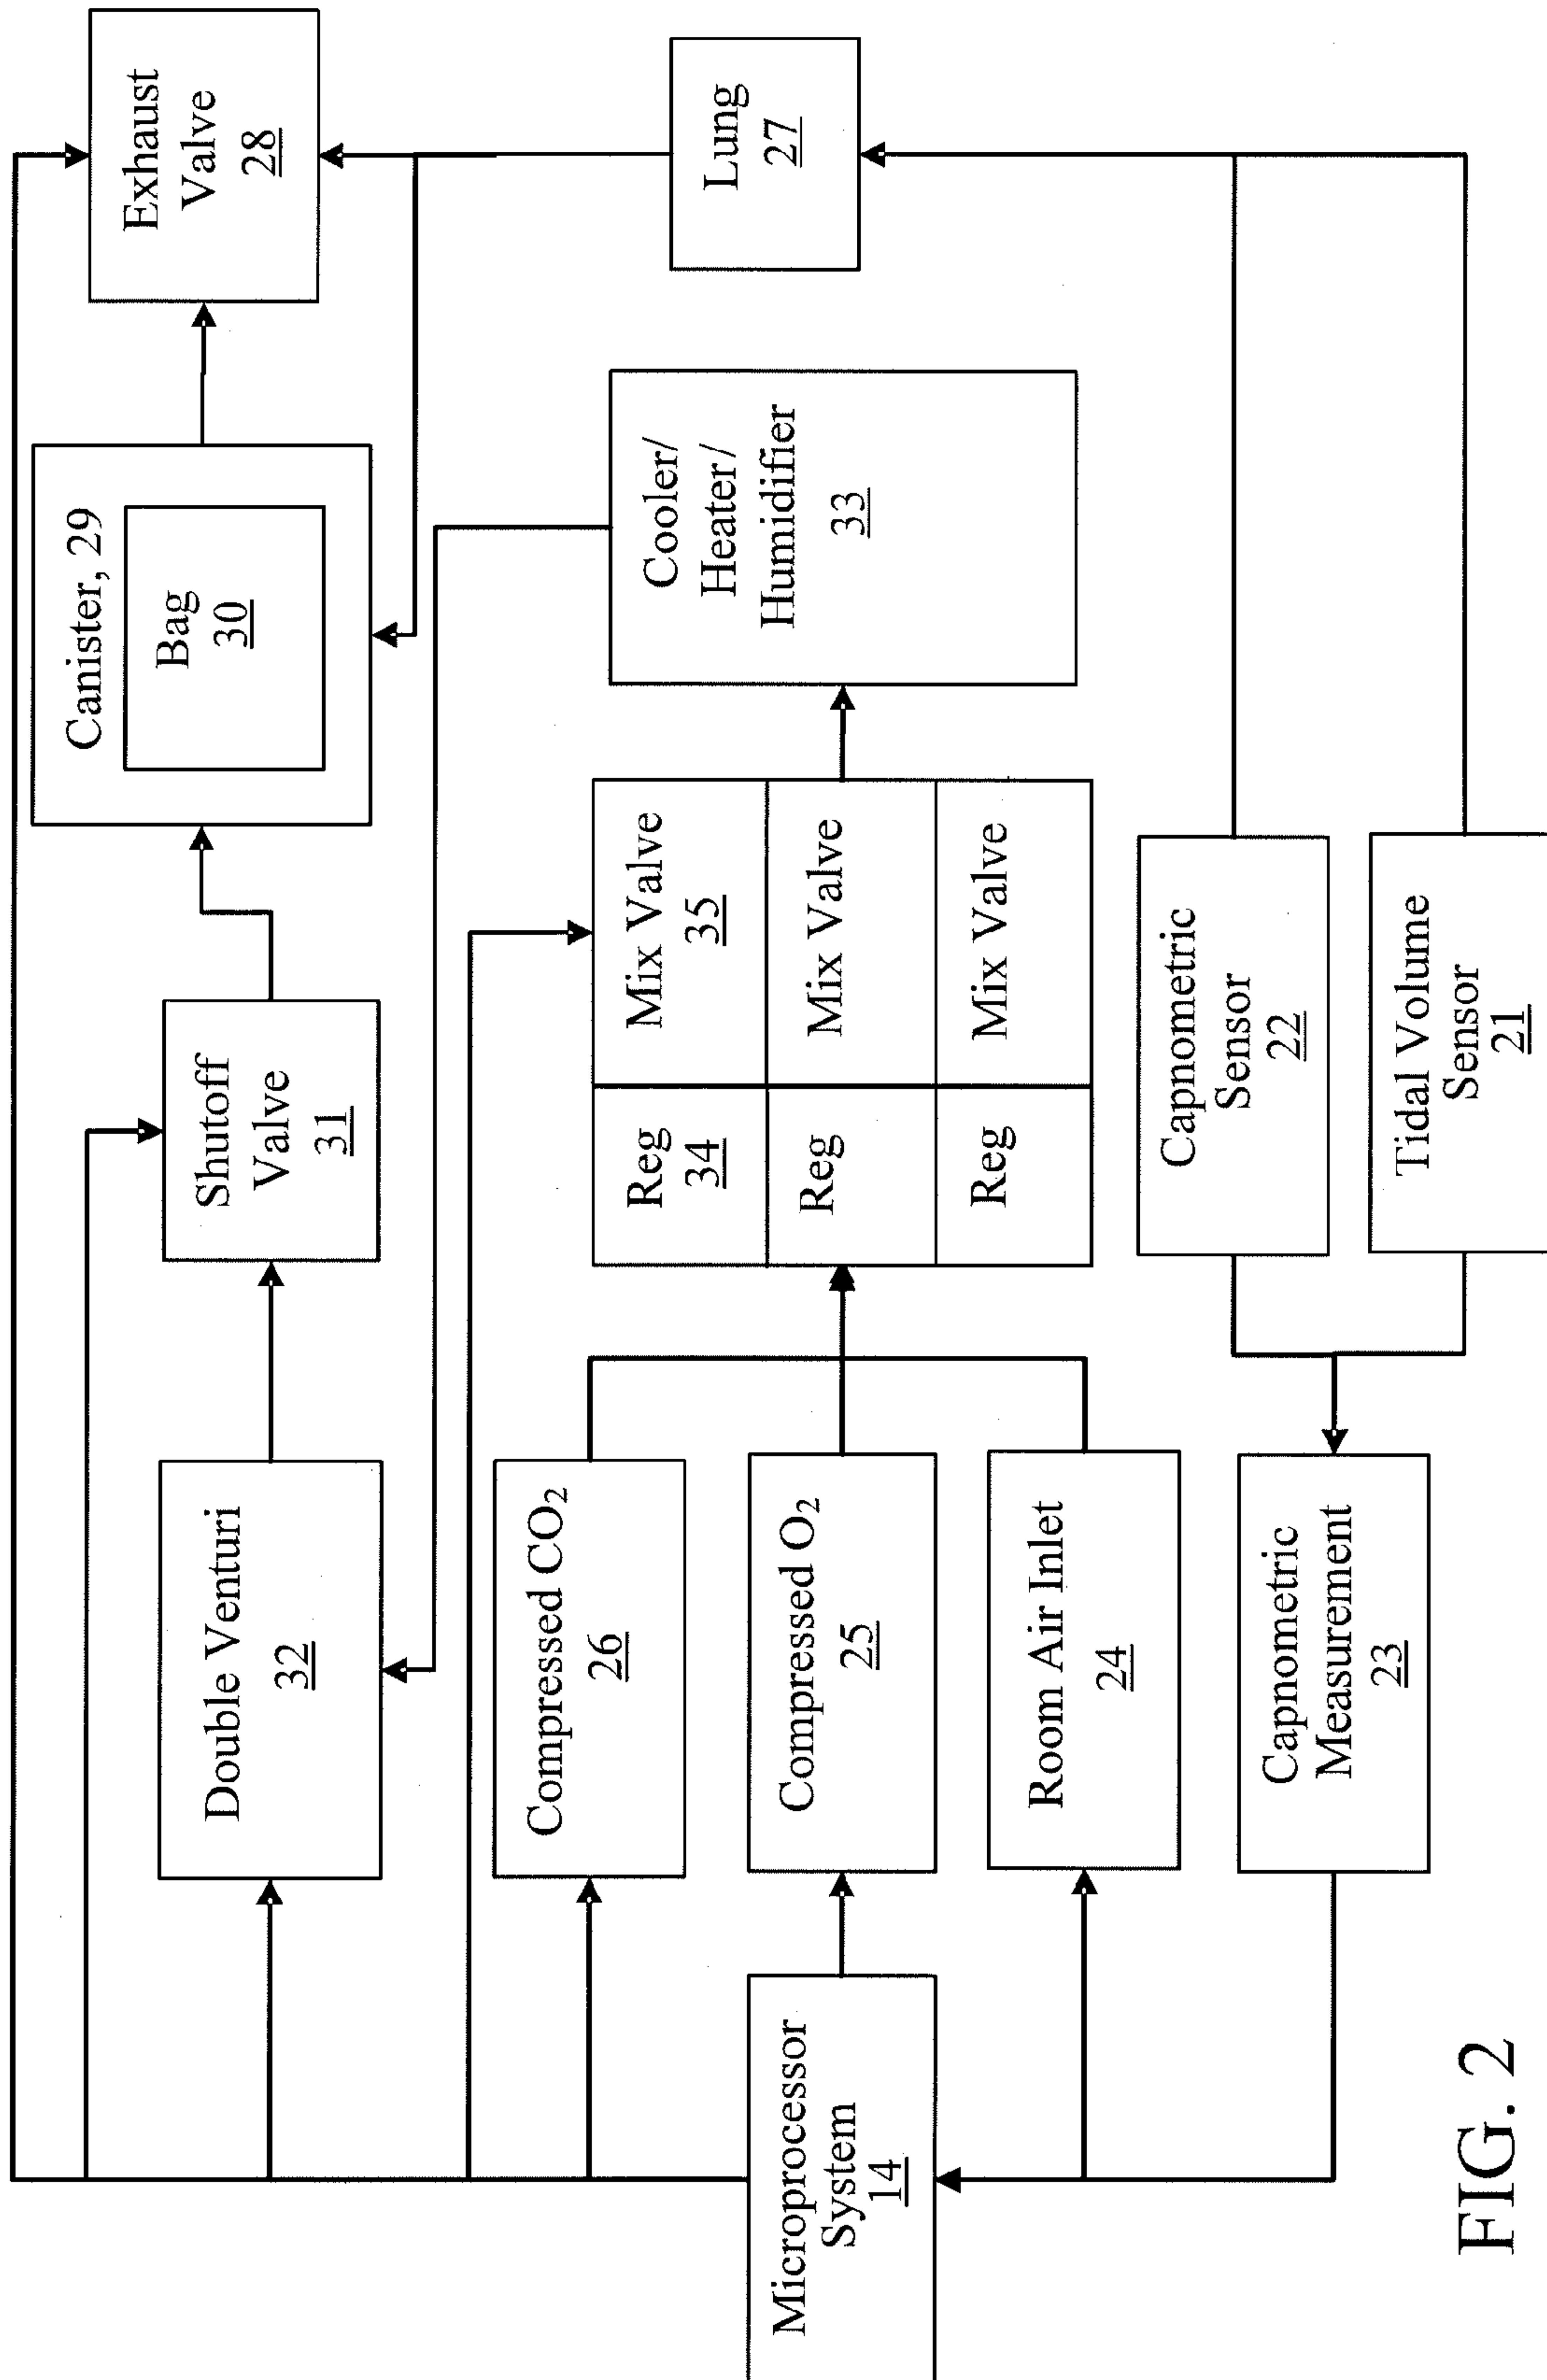 Exhaust
Valve
28
Canister, 29
Bag
30
Shutoff
Valve
31
Double Venturi
32
Lung
27
Cooler/
Heater/
Humidifier
33
Mix Valve
35
Mix Valve
Mix Valve
Reg
34
Reg
Reg
Compressed CO₂
26
Compressed O₂
25
Room Air Inlet
24
Capnometric
Sensor
22
Tidal Volume
Sensor
21
Capnometric
Measurement
23
Microprocessor
System
14
FIG. 2